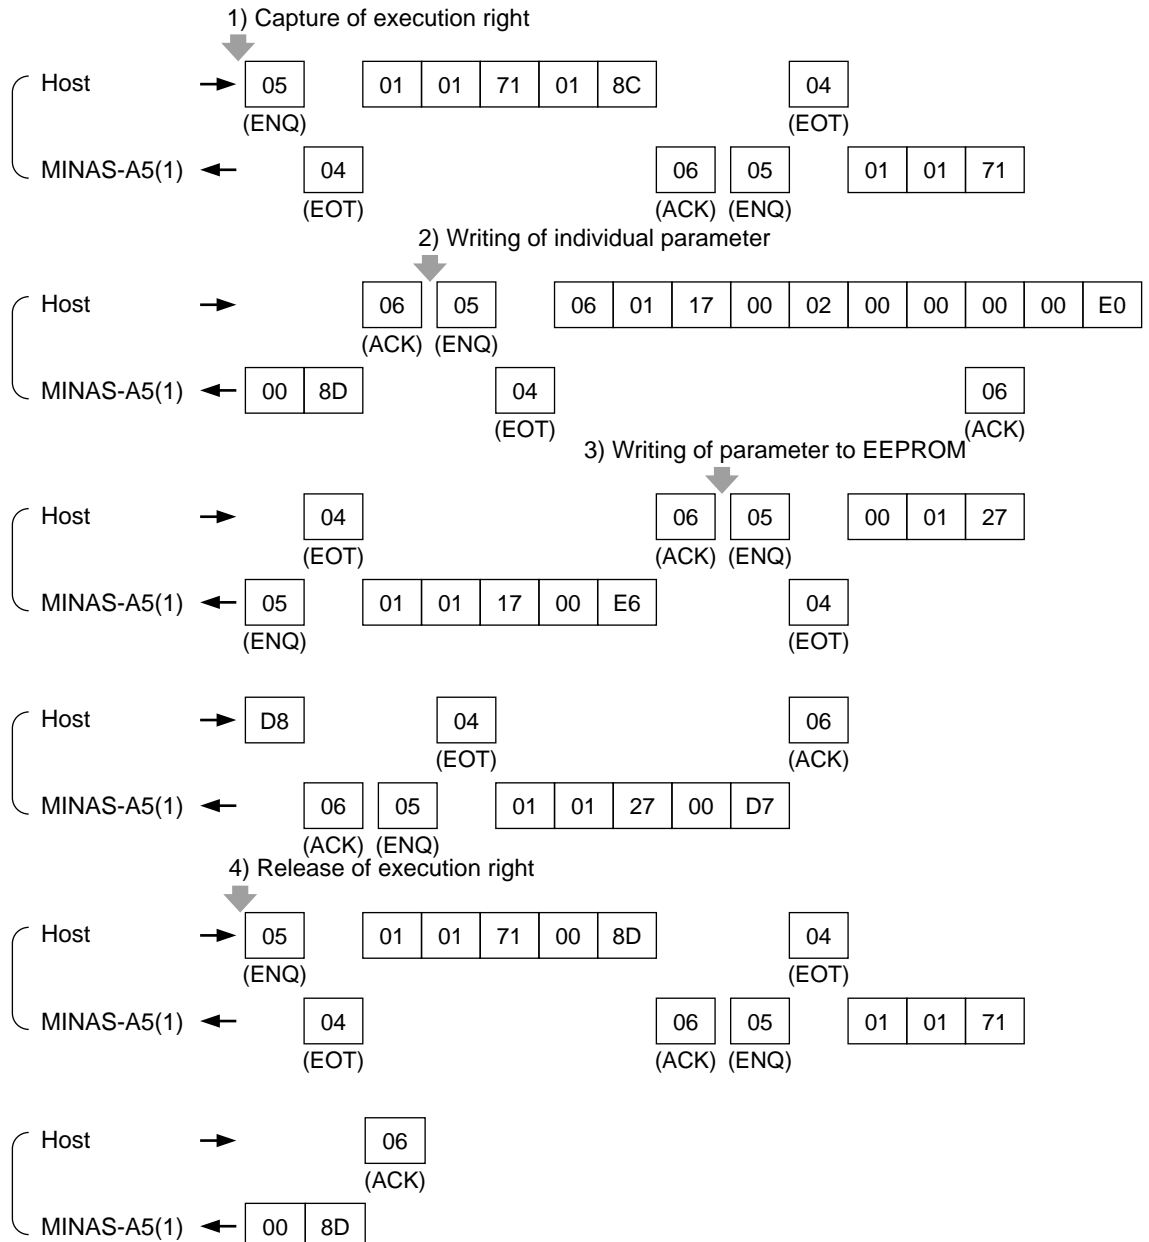 1) Capture of execution right
Host 05 01 01 71 01 8C 04
(ENQ) (EOT)
MINAS-A5(1) 04 06 05 01 01 71
(EOT) (ACK) (ENQ)
2) Writing of individual parameter
Host 06 05 06 01 17 00 02 00 00 00 00 E0
(ACK) (ENQ)
MINAS-A5(1) 00 8D 04 06
(EOT) (ACK)
3) Writing of parameter to EEPROM
Host 04 06 05 00 01 27
(EOT) (ACK) (ENQ)
MINAS-A5(1) 05 01 01 17 00 E6 04
(ENQ) (EOT)
Host D8 04 06
(EOT) (ACK)
MINAS-A5(1) 06 05 01 01 27 00 D7
(ACK) (ENQ)
4) Release of execution right
Host 05 01 01 71 00 8D 04
(ENQ) (EOT)
MINAS-A5(1) 04 06 05 01 01 71
(EOT) (ACK) (ENQ)
Host 06
(ACK)
MINAS-A5(1) 00 8D